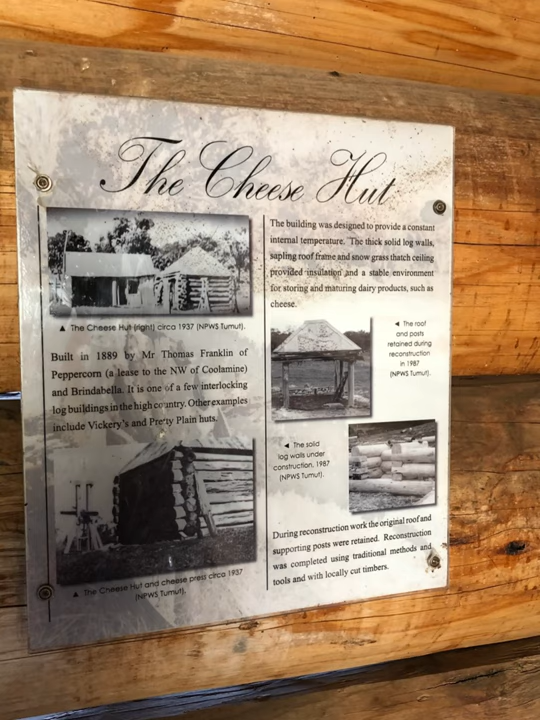 The Cheese Hut
▲ The Cheese Hut (right) circa 1937 (NPWS Tumut).
Built in 1889 by Mr Thomas Franklin of
Peppercorn (a lease to the NW of Coolamine)
and Brindabella. It is one of a few interlocking
log buildings in the high country. Other examples
include Vickery's and Pretty Plain huts.
▲ The Cheese Hut and cheese press circa 1937
(NPWS Tumut).
The building was designed to provide a constant
internal temperature. The thick solid log walls,
sapling roof frame and snow grass thatch ceiling
provided insulation and a stable environment
for storing and maturing dairy products, such as
cheese.
◄ The roof
and posts
retained during
reconstruction
in 1987
(NPWS Tumut).
◄ The solid
log walls under
construction, 1987
(NPWS Tumut).
During reconstruction work the original roof and
supporting posts were retained. Reconstruction
was completed using traditional methods and
tools and with locally cut timbers.